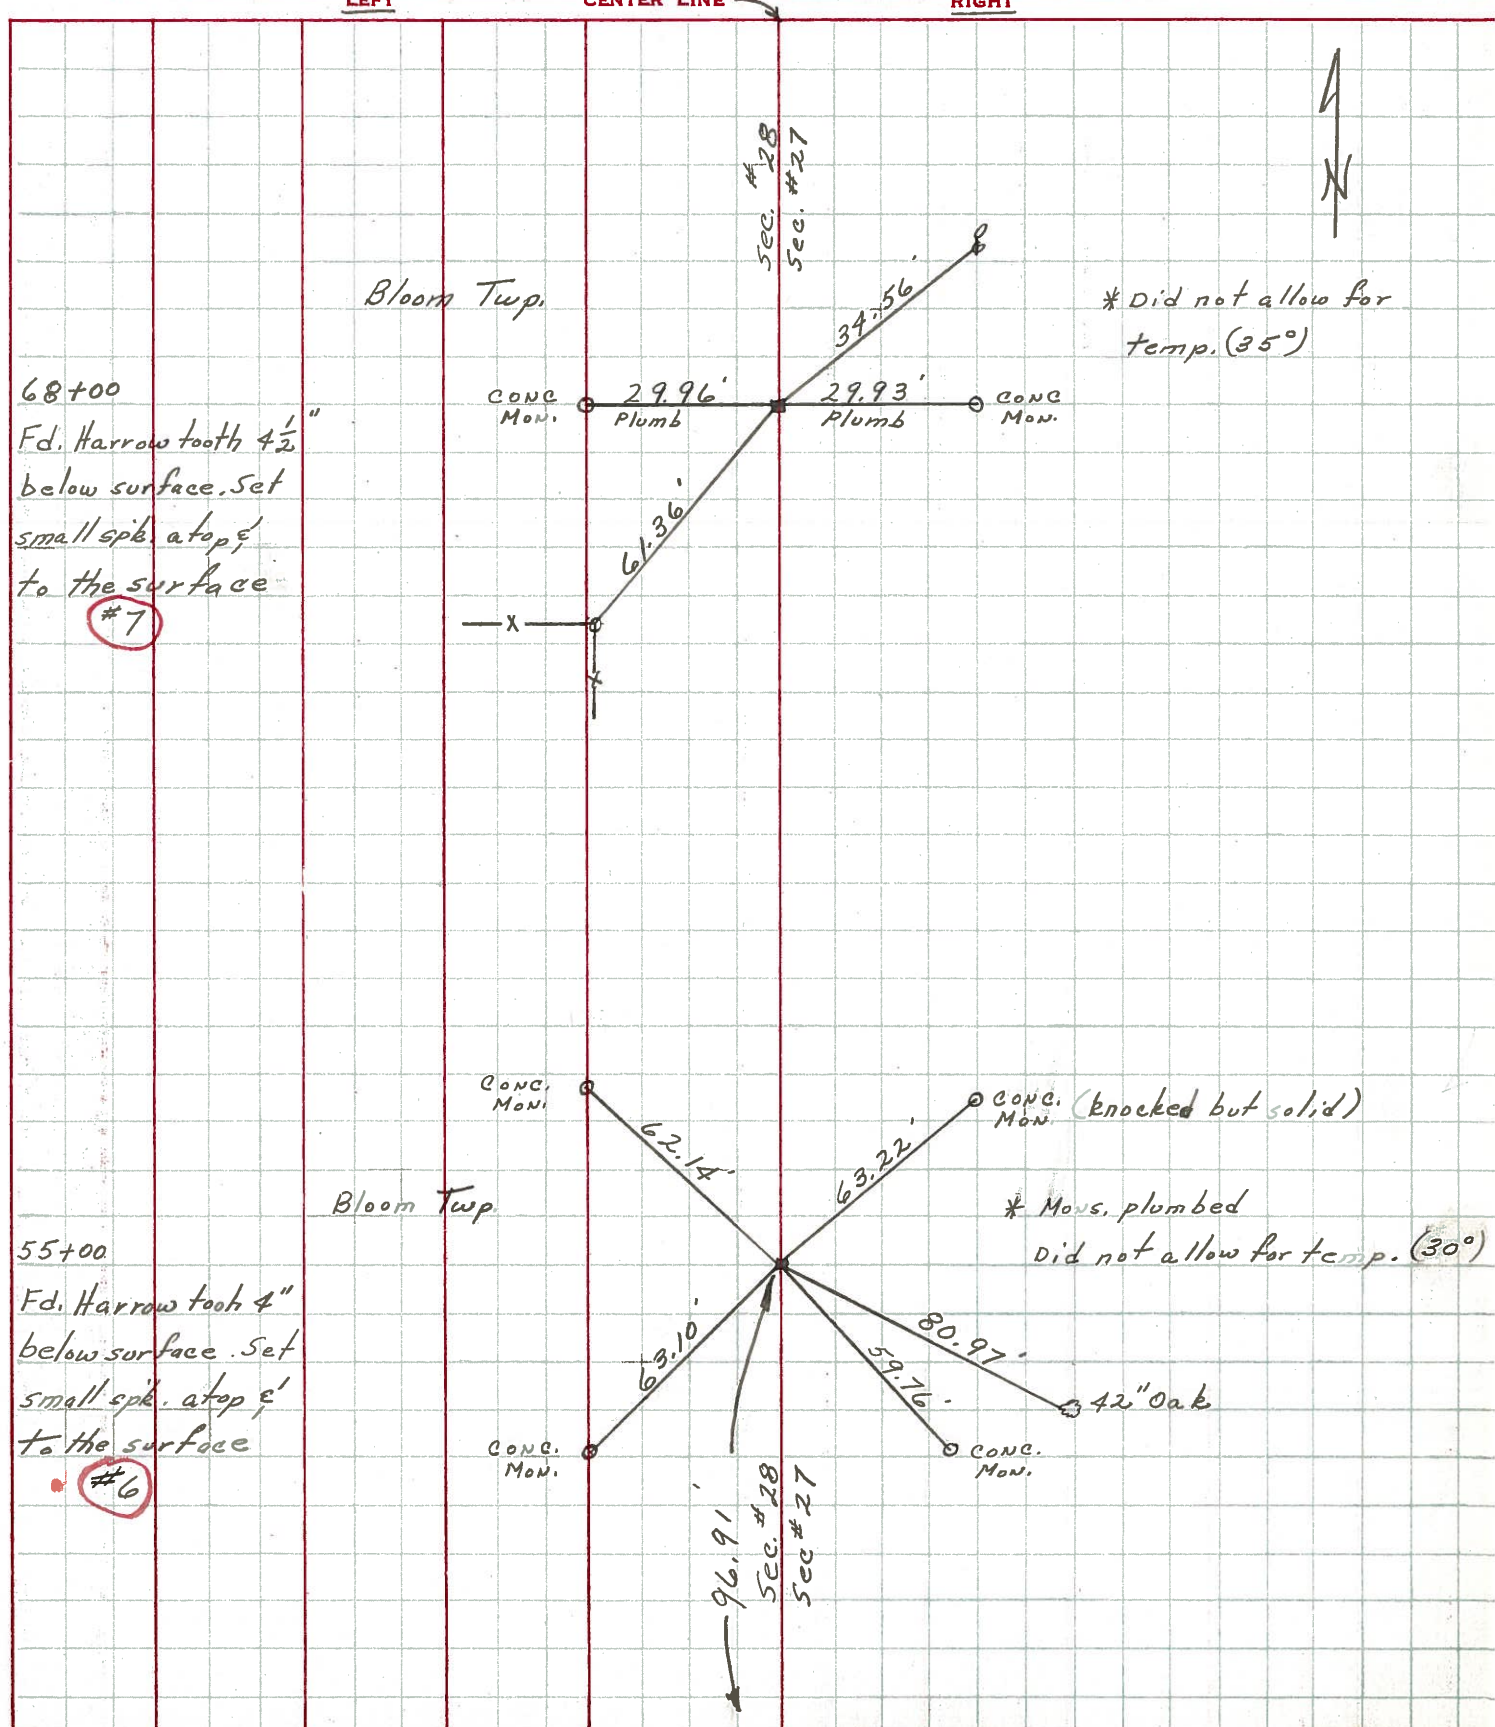 LEFT
CENTER LINE
RIGHT
Sec. #28
Sec. #27
N
Bloom Twp.
34.56'
* Did not allow for
temp. (35°)
68+00
Fd. Harrow tooth 4 1/2"
below surface. Set
small spk. atop &
to the surface
#7
CONC
MON.
29.96'
Plumb
29.93'
Plumb
CONC
MON.
61.36'
x
x
CONC.
MON.
62.14'
63.22'
CONC. (knocked but solid)
MON.
Bloom Twp.
* Mons. plumbed
Did not allow for temp. (30°)
55+00
Fd. Harrow tooh 4"
below surface. Set
small spk. atop &
to the surface
#6
63.10'
80.97'
59.76'
42" Oak
CONC.
MON.
CONC.
MON.
96.91'
Sec. #28
Sec #27